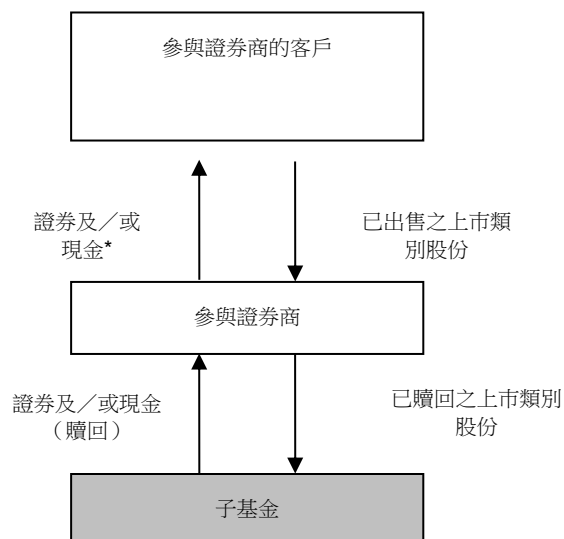 參與證券商的客戶
證券及／或
現金*
已出售之上市類
別股份
參與證券商
證券及／或現金
（贖回）
已贖回之上市類別
股份
子基金